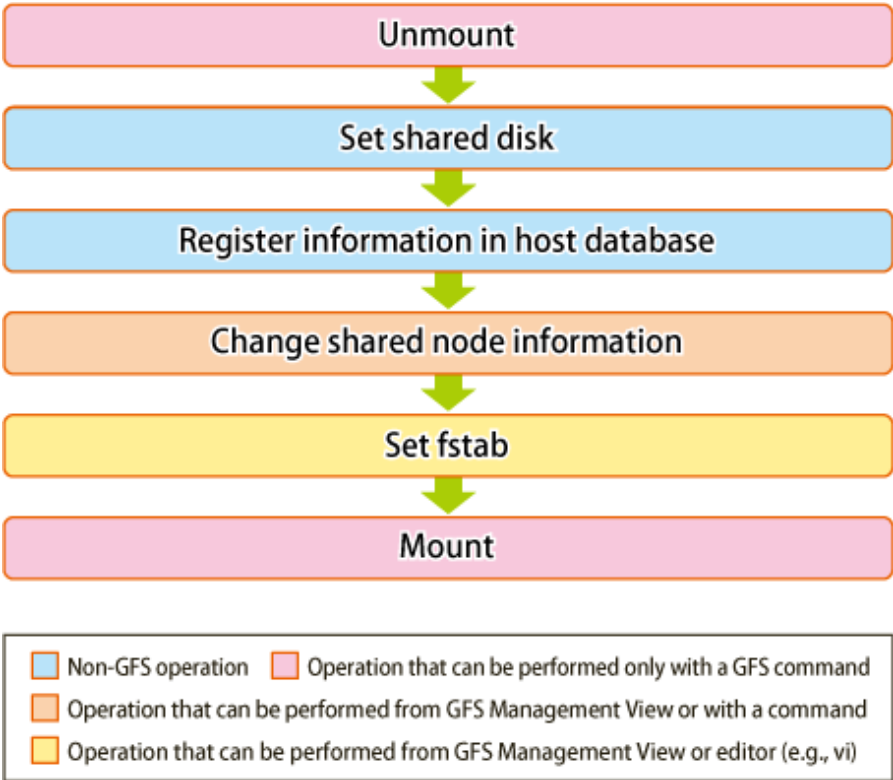 Unmount
Set shared disk
Register information in host database
Change shared node information
Set fstab
Mount
Non-GFS operation Operation that can be performed only with a GFS command
Operation that can be performed from GFS Management View or with a command
Operation that can be performed from GFS Management View or editor (e.g., vi)